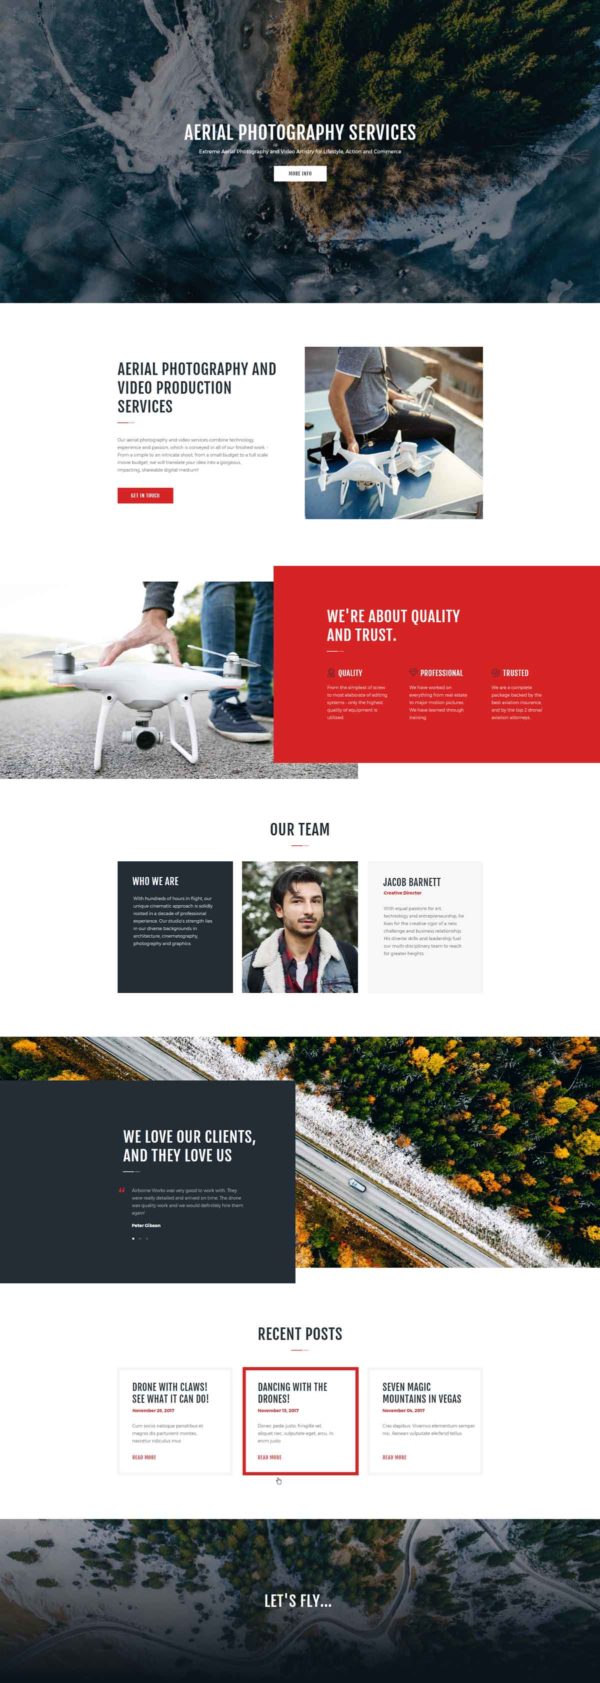 AERIAL PHOTOGRAPHY SERVICES
Extreme Aerial Photography and Video Artistry for Lifestyle, Action and Commerce
MORE INFO
AERIAL PHOTOGRAPHY AND
VIDEO PRODUCTION
SERVICES
Our aerial photography and video services combine technology,
experience and passion, which is conveyed in all of our finished work. -
From a simple to an intricate shoot, from a small budget to a full scale
movie budget, we will translate your idea into a gorgeous,
impacting, shareable digital medium!
GET IN TOUCH
WE'RE ABOUT QUALITY
AND TRUST.
QUALITY
From the simplest of screw
to most elaborate of editing
systems - only the highest
quality of equipment is
utilized
PROFESSIONAL
We have worked on
everything from real estate
to major motion pictures.
We have learned through
training
TRUSTED
We are a complete
package backed by the
best aviation insurance,
and by the top 2 drone/
aviation attorneys.
OUR TEAM
WHO WE ARE
With hundreds of hours in flight, our
unique cinematic approach is solidly
rooted in a decade of professional
experience. Our studio's strength lies
in our diverse backgrounds in
architecture, cinematography,
photography and graphics.
JACOB BARNETT
Creative Director
With equal passions for art,
technology and entrepreneurship, he
lives for the creative rigor of a new
challenge and business relationship.
His diverse skills and leadership fuel
our multi-disciplinary team to reach
for greater heights.
WE LOVE OUR CLIENTS,
AND THEY LOVE US
Airborne Works was very good to work with. They
were really detailed and arrived on time. The drone
was quality work and we would definitely hire them
again!
Peter Gibson
RECENT POSTS
DRONE WITH CLAWS!
SEE WHAT IT CAN DO!
November 28, 2017
Cum sociis natoque penatibus et
magnis dis parturient montes,
nascetur ridiculus mus
READ MORE
DANCING WITH THE
DRONES!
November 15, 2017
Donec pede justo, fringilla vel,
aliquet nec, vulputate eget, arcu. In
enim justo
READ MORE
SEVEN MAGIC
MOUNTAINS IN VEGAS
November 04, 2017
Cras dapibus. Vivamus elementum semper
nisi. Aenean vulputate eleifend tellus.
READ MORE
LET'S FLY...